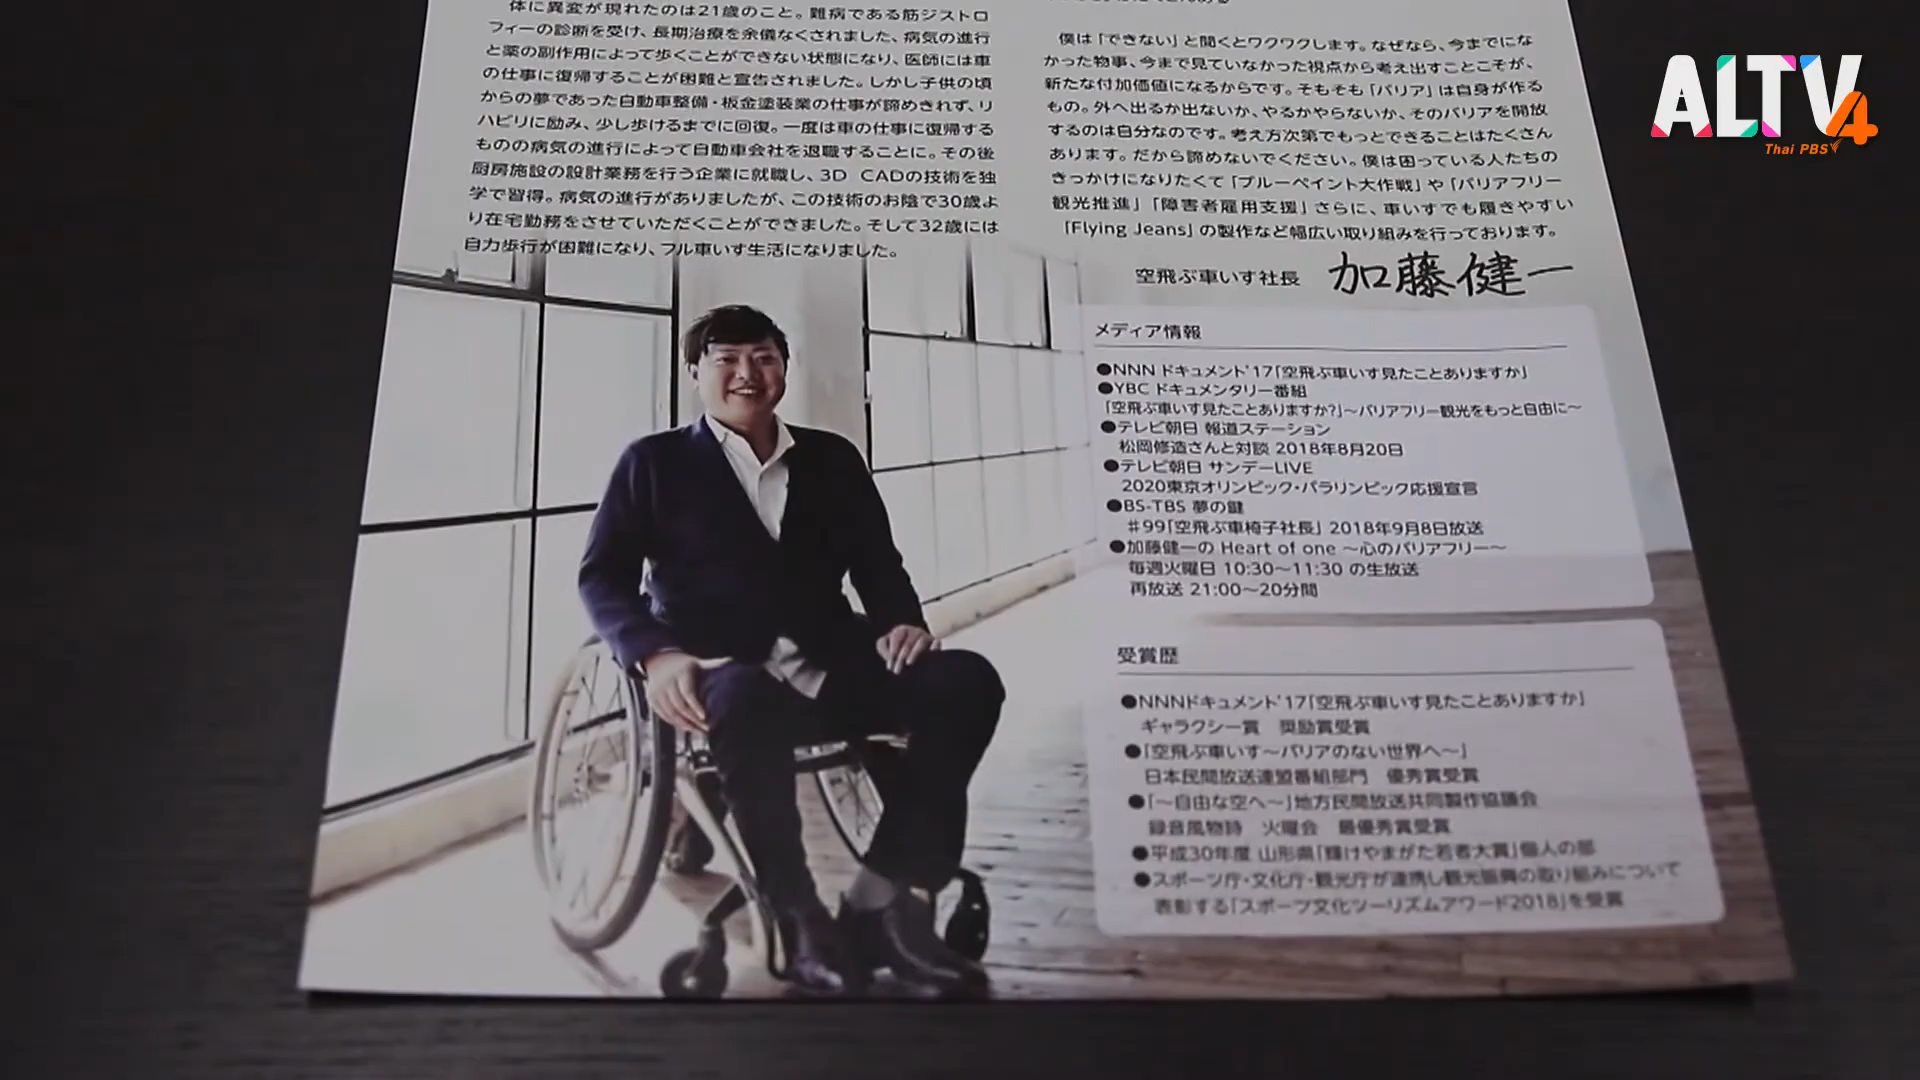 体に異変が現れたのは21歳のこと。難病である筋ジストロ
フィーの診断を受け、長期治療を余儀なくされました、病気の進行
と薬の副作用によって歩くことができない状態になり、医師には車
の仕事に復帰することが困難と宣告されました。しかし子供の頃
からの夢であった自動車整備・板金塗装業の仕事が諦めきれず、リ
ハビリに励み、少し歩けるまでに回復。一度は車の仕事に復帰する
ものの病気の進行によって自動車会社を退職することに。その後
厨房施設の設計業務を行う企業に就職し、3D CADの技術を独
学で習得。病気の進行がありましたが、この技術のお陰で30歳よ
り在宅勤務をさせていただくことができました。そして32歳には
自力歩行が困難になり、フル車いす生活になりました。
僕は「できない」と聞くとワクワクします。なぜなら、今までにな
かった物事、今まで見ていなかった視点から考え出すことこそが、
新たな付加価値になるからです。そもそも「バリア」は自身が作る
もの。外へ出るか出ないか、やるかやらないか、そのバリアを開放
するのは自分なのです。考え方次第でもっとできることはたくさん
あります。だから諦めないでください。僕は困っている人たちの
きっかけになりたくて「ブルーペイント大作戦」や「バリアフリー
観光推進」「障害者雇用支援」さらに、車いすでも履きやすい
「Flying Jeans」の製作など幅広い取り組みを行っております。
空飛ぶ車いす社長 加藤健一
メディア情報
●NNN ドキュメント'17「空飛ぶ車いす見たことありますか」
●YBC ドキュメンタリー番組
「空飛ぶ車いす見たことありますか?」〜バリアフリー観光をもっと自由に〜
●テレビ朝日 報道ステーション
松岡修造さんと対談 2018年8月20日
●テレビ朝日 サンデーLIVE
2020東京オリンピック・パラリンピック応援宣言
●BS-TBS 夢の鍵
#99「空飛ぶ車椅子社長」 2018年9月8日放送
●加藤健一の Heart of one 〜心のバリアフリー〜
毎週火曜日 10:30〜11:30 の生放送
再放送 21:00〜20分間
受賞歴
●NNNドキュメント'17「空飛ぶ車いす見たことありますか」
ギャラクシー賞 奨励賞受賞
●「空飛ぶ車いす〜バリアのない世界へ〜」
日本民間放送連盟番組部門 優秀賞受賞
●「〜自由な空へ〜」地方民間放送共同製作協議会
録音風物詩 火曜会 最優秀賞受賞
●平成30年度 山形県「輝けやまがた若者大賞」個人の部
●スポーツ庁・文化庁・観光庁が連携し観光振興の取り組みについて
表彰する「スポーツ文化ツーリズムアワード2018」を受賞
ALTV4
Thai PBS